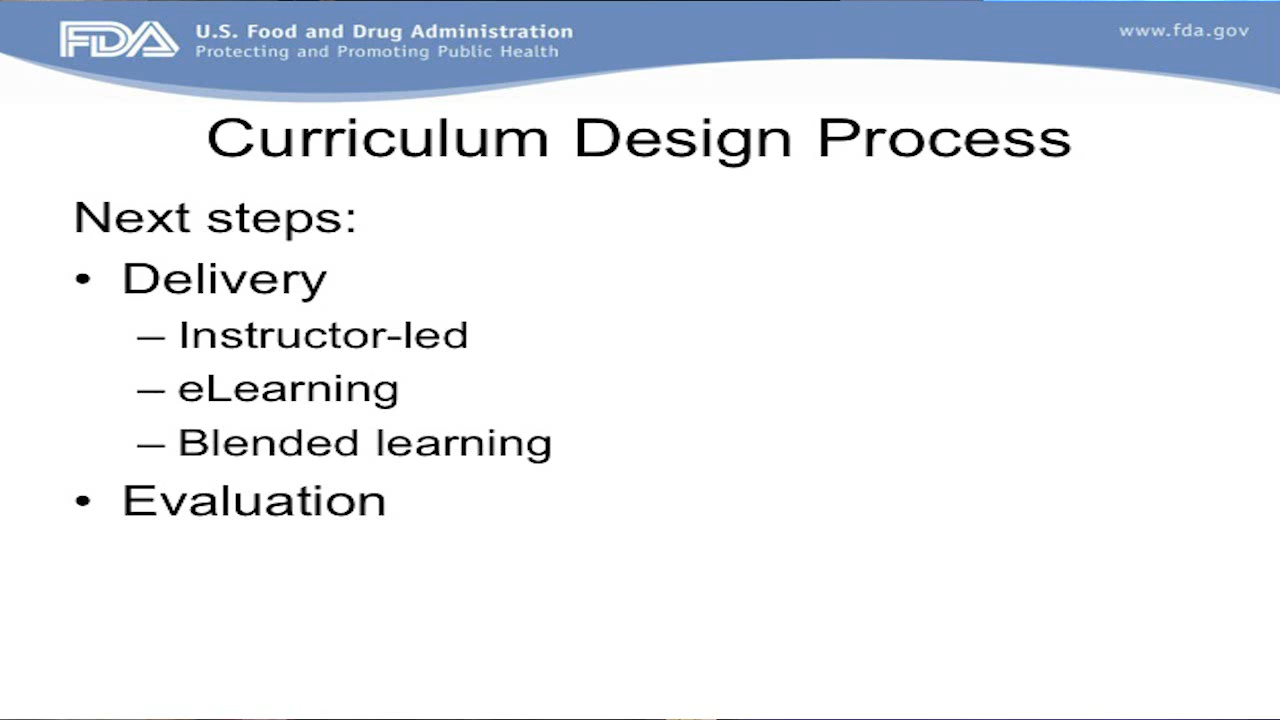 FDA U.S. Food and Drug Administration
Protecting and Promoting Public Health
www.fda.gov
Curriculum Design Process
Next steps:
• Delivery
– Instructor-led
– eLearning
– Blended learning
• Evaluation